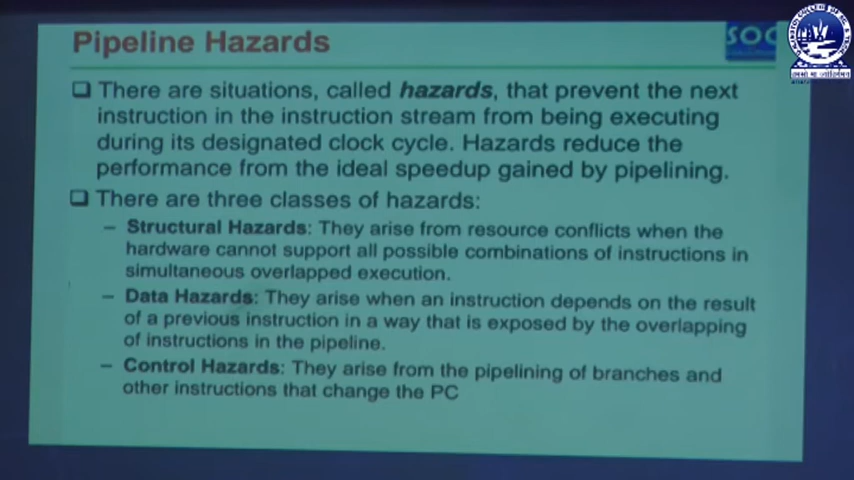 Pipeline Hazards
SOC
❑ There are situations, called hazards, that prevent the next
instruction in the instruction stream from being executing
during its designated clock cycle. Hazards reduce the
performance from the ideal speedup gained by pipelining.
❑ There are three classes of hazards:
– Structural Hazards: They arise from resource conflicts when the
hardware cannot support all possible combinations of instructions in
simultaneous overlapped execution.
– Data Hazards: They arise when an instruction depends on the result
of a previous instruction in a way that is exposed by the overlapping
of instructions in the pipeline.
– Control Hazards: They arise from the pipelining of branches and
other instructions that change the PC